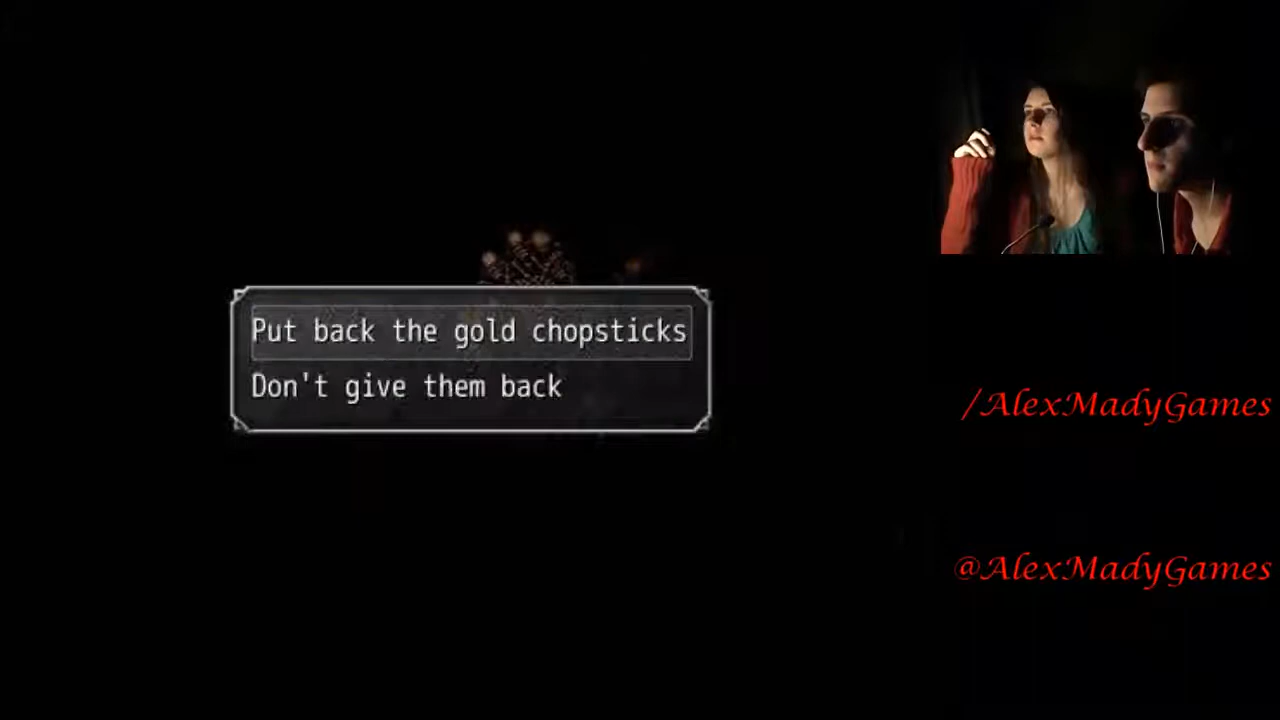 Put back the gold chopsticks
Don't give them back
/AlexMadyGames
@AlexMadyGames